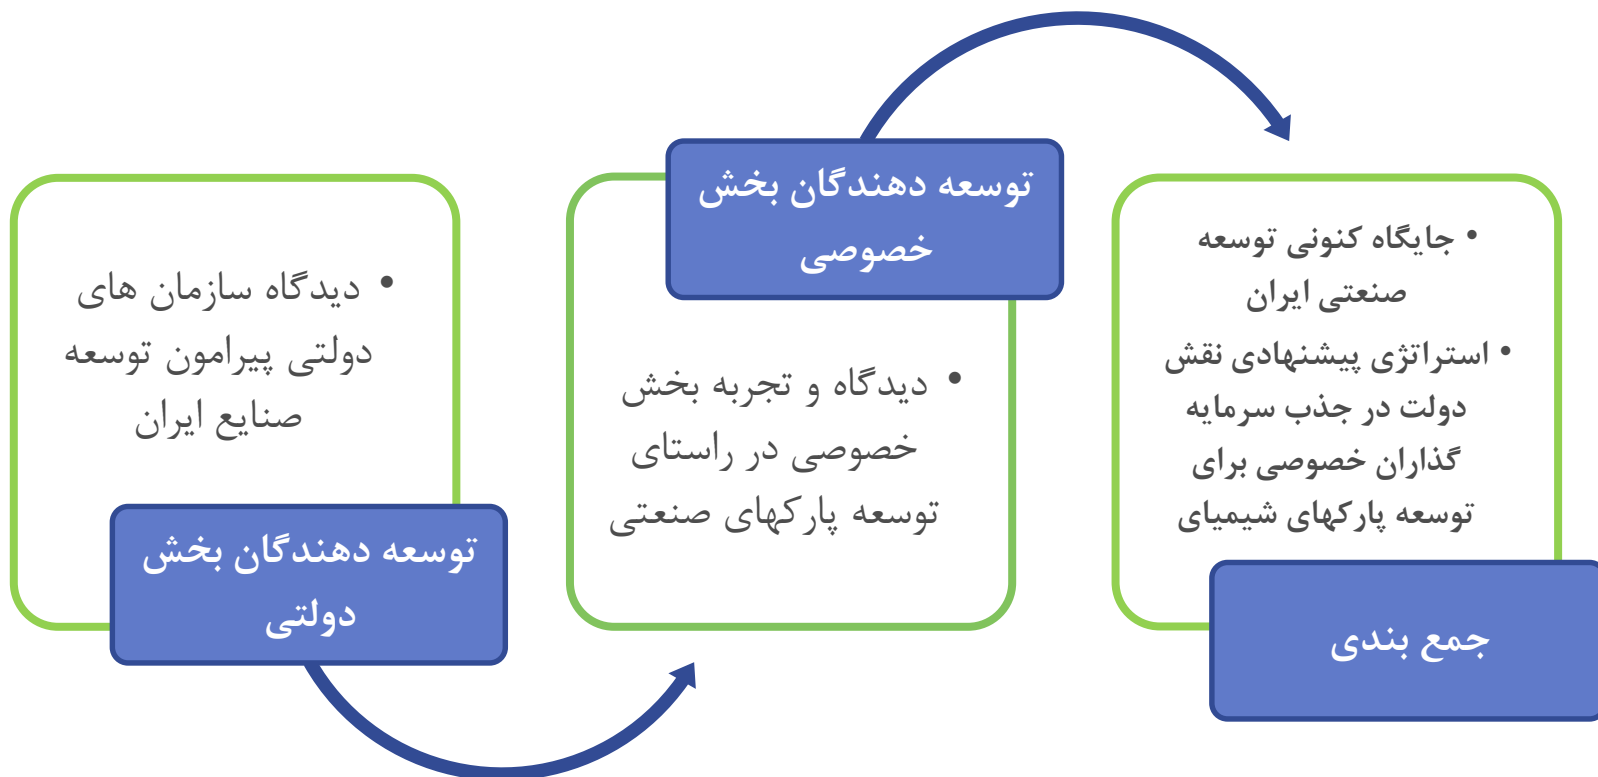 • دیدگاه سازمان های
دولتی پیرامون توسعه
صنایع ایران
توسعه دهندگان بخش
دولتی
توسعه دهندگان بخش
خصوصی
• دیدگاه و تجربه بخش
خصوصی در راستای
توسعه پارکهای صنعتی
• جایگاه کنونی توسعه
صنعتی ایران
• استراتژی پیشنهادی نقش
دولت در جذب سرمایه
گذاران خصوصی برای
توسعه پارکهای شیمیای
جمع بندی